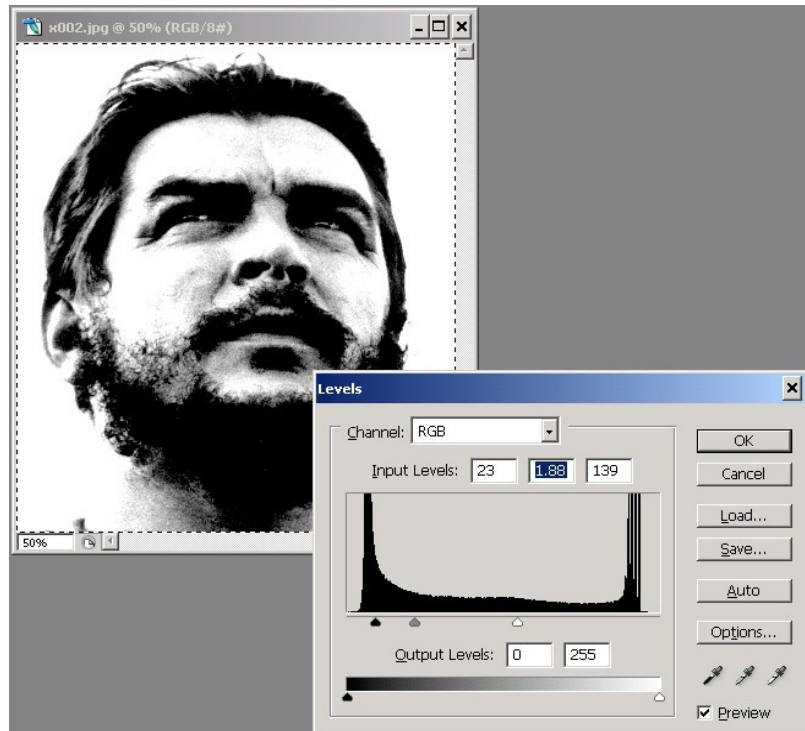 x002.jpg @ 50% (RGB/8#)
50%
Levels
Channel: RGB
Input Levels: 23 1.88 139
Output Levels: 0 255
OK
Cancel
Load...
Save...
Auto
Options...
Preview